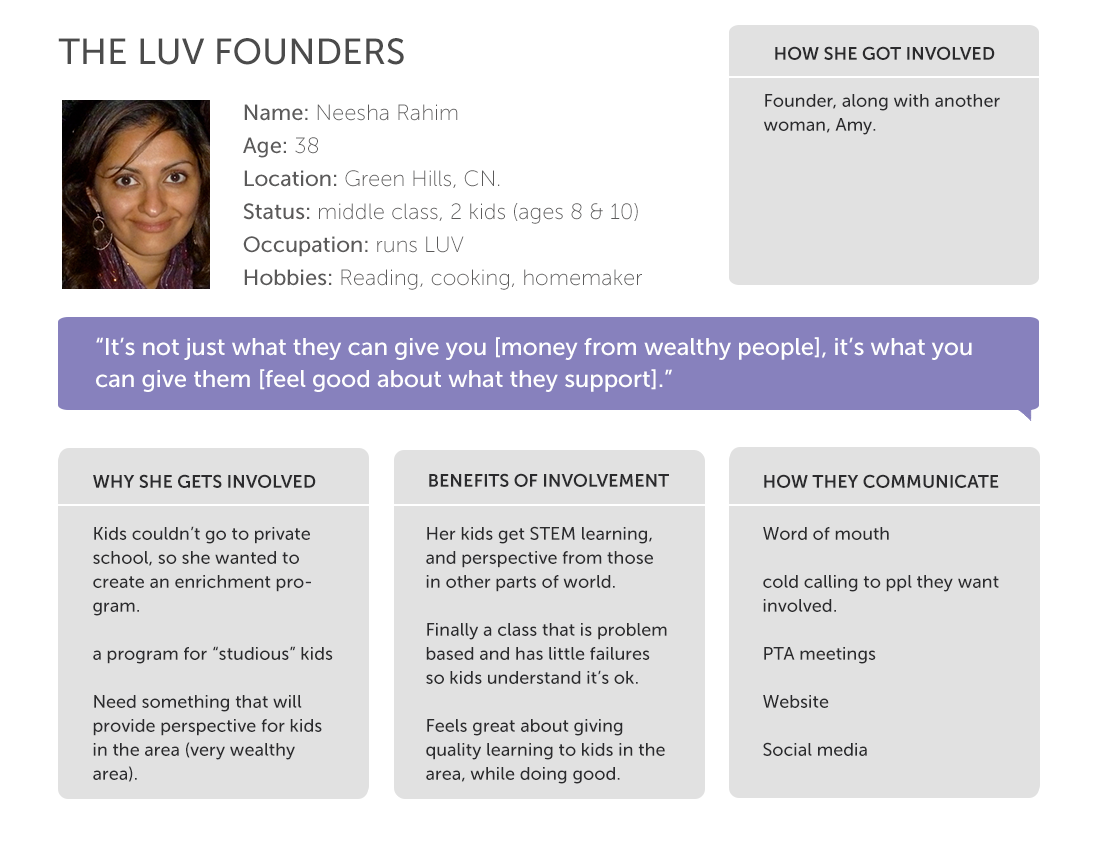 THE LUV FOUNDERS
Name: Neesha Rahim
Age: 38
Location: Green Hills, CN.
Status: middle class, 2 kids (ages 8 & 10)
Occupation: runs LUV
Hobbies: Reading, cooking, homemaker
HOW SHE GOT INVOLVED
Founder, along with another
woman, Amy.
“It’s not just what they can give you [money from wealthy people], it’s what you
can give them [feel good about what they support].”
WHY SHE GETS INVOLVED
Kids couldn’t go to private
school, so she wanted to
create an enrichment pro-
gram.
a program for “studious” kids
Need something that will
provide perspective for kids
in the area (very wealthy
area).
BENEFITS OF INVOLVEMENT
Her kids get STEM learning,
and perspective from those
in other parts of world.
Finally a class that is problem
based and has little failures
so kids understand it’s ok.
Feels great about giving
quality learning to kids in the
area, while doing good.
HOW THEY COMMUNICATE
Word of mouth
cold calling to ppl they want
involved.
PTA meetings
Website
Social media